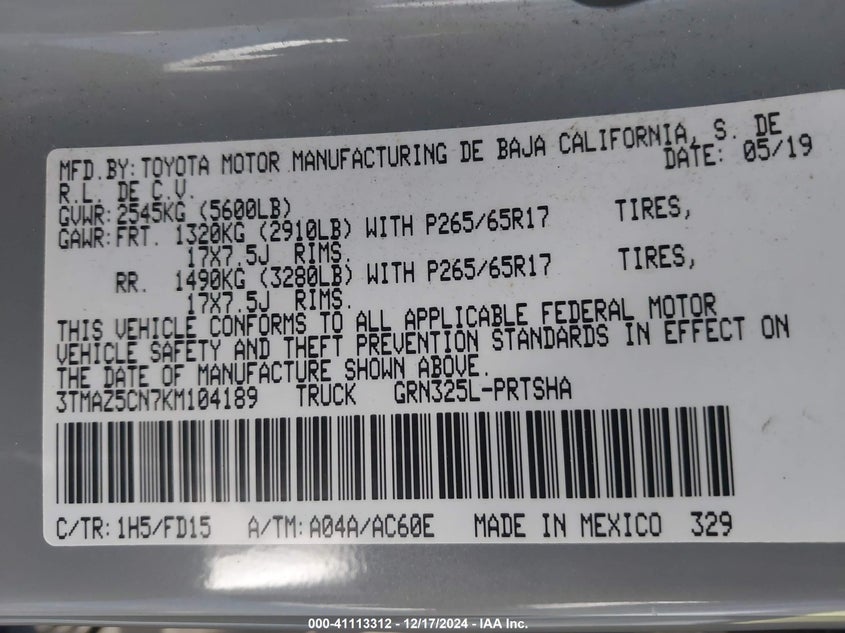 MFD.BY: TOYOTA MOTOR MANUFACTURING DE BAJA CALIFORNIA, S. DE
R.L. DE C.V. DATE: 05/19
GVWR: 2545KG (5600LB)
GAWR: FRT. 1320KG (2910LB) WITH P265/65R17 TIRES,
17X7.5J RIMS.
RR. 1490KG (3280LB) WITH P265/65R17 TIRES,
17X7.5J RIMS.
THIS VEHICLE CONFORMS TO ALL APPLICABLE FEDERAL MOTOR
VEHICLE SAFETY AND THEFT PREVENTION STANDARDS IN EFFECT ON
THE DATE OF MANUFACTURE SHOWN ABOVE.
3TMAZ5CN7KM104189 TRUCK GRN325L-PRTSHA
C/TR: 1H5/FD15 A/TM: A04A/AC60E MADE IN MEXICO 329
000-41113312 - 12/17/2024 - IAA Inc.